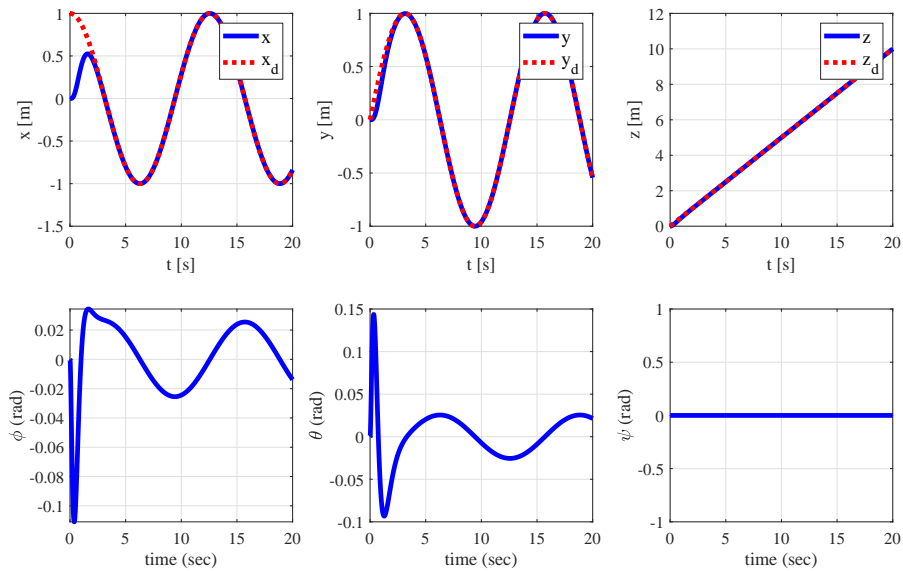 1
0.5
0
-0.5
-1
-1.5
x [m]
0 5 10 15 20
t [s]
x
x_d
1
0.5
0
-0.5
-1
y [m]
0 5 10 15 20
t [s]
y
y_d
12
10
8
6
4
2
0
z [m]
0 5 10 15 20
t [s]
z
z_d
0.02
0
-0.02
-0.04
-0.06
-0.08
-0.1
ϕ (rad)
0 5 10 15 20
time (sec)
0.15
0.1
0.05
0
-0.05
-0.1
θ (rad)
0 5 10 15 20
time (sec)
1
0.5
0
-0.5
-1
ψ (rad)
0 5 10 15 20
time (sec)